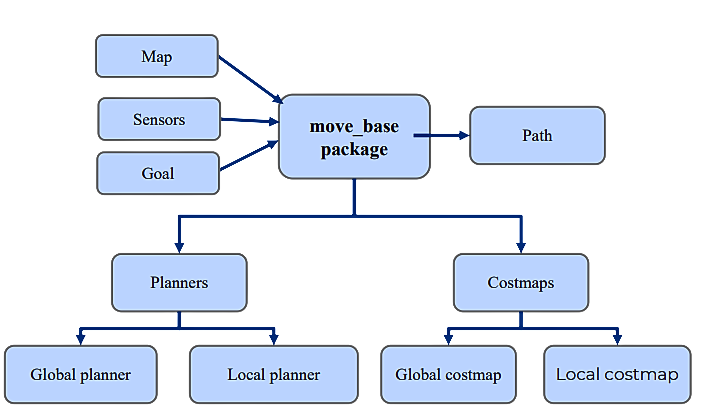 Map
Sensors
Goal
move_base
package
Path
Planners
Costmaps
Global planner
Local planner
Global costmap
Local costmap